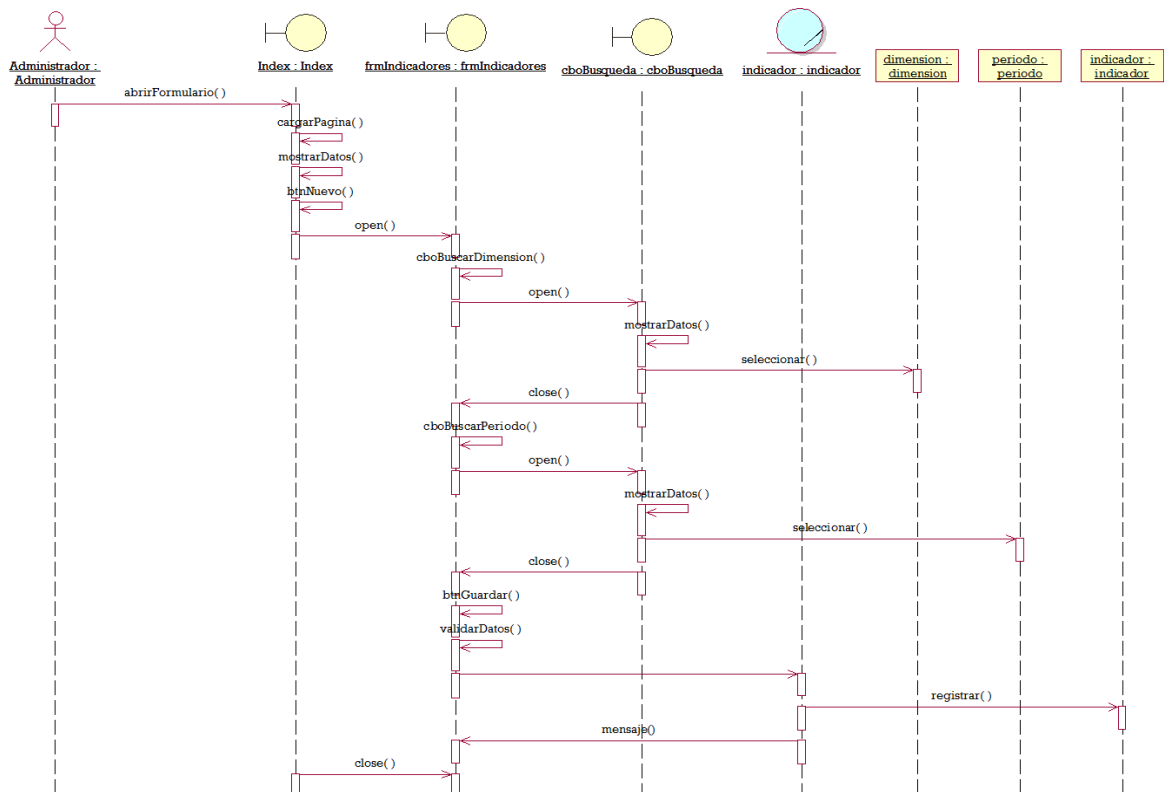 Administrador :
Administrador
Index : Index
frmIndicadores : frmIndicadores
cboBusqueda : cboBusqueda
indicador : indicador
dimension :
dimension
periodo :
periodo
indicador :
indicador
abrirFormulario( )
cargarPagina( )
mostrarDatos( )
btnNuevo( )
open( )
cboBuscarDimension( )
open( )
mostrarDatos( )
seleccionar( )
close( )
cboBuscarPeriodo( )
open( )
mostrarDatos( )
seleccionar( )
close( )
btnGuardar( )
validarDatos( )
registrar( )
mensaje()
close( )